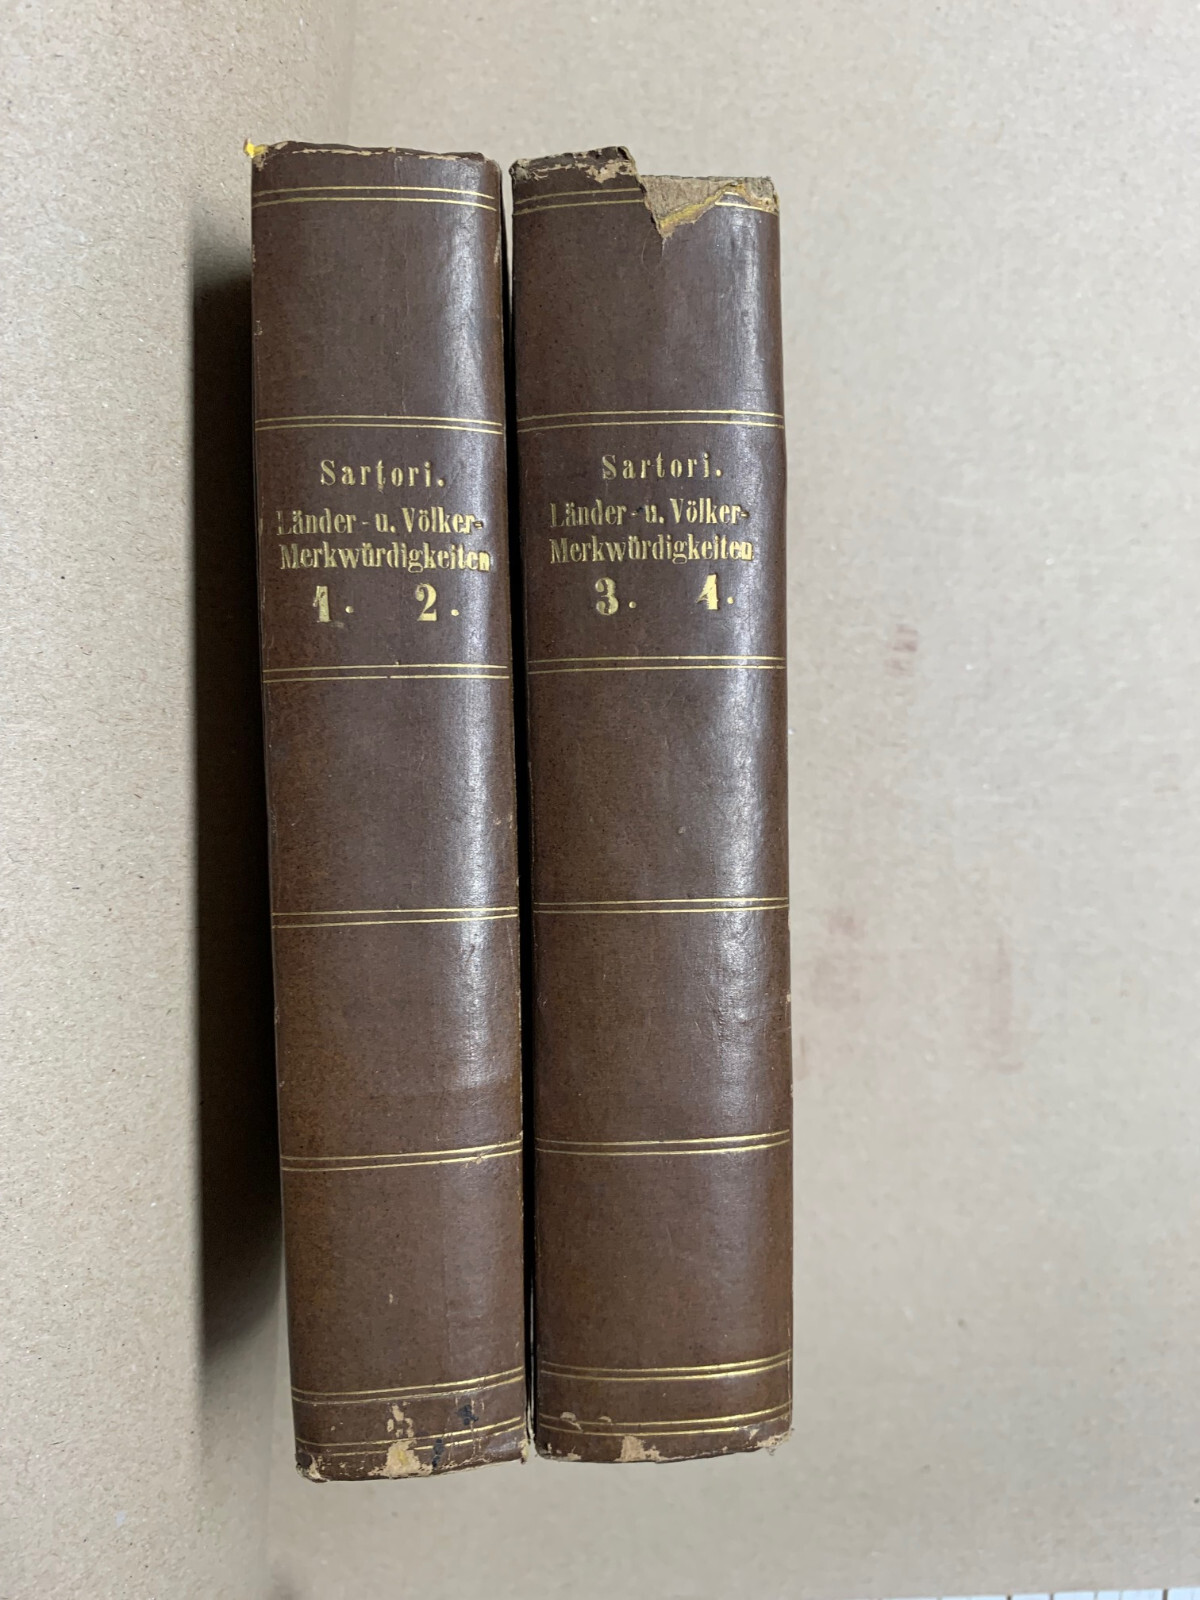 Sartori.
Länder- u. Völker-
Merkwürdigkeiten
1. 2.
Sartori.
Länder- u. Völker-
Merkwürdigkeiten
3. 4.